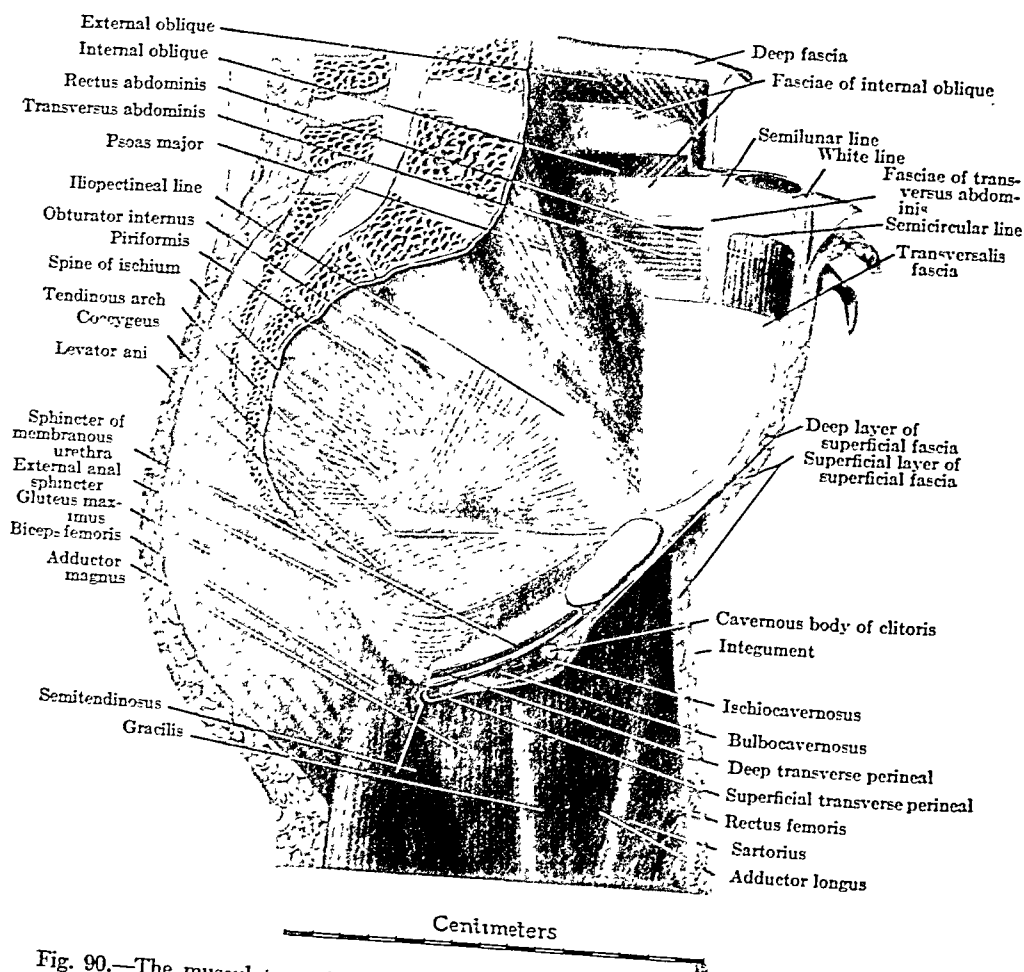 External oblique
Internal oblique
Rectus abdominis
Transversus abdominis
Psoas major
Iliopectineal line
Obturator internus
Piriformis
Spine of ischium
Tendinous arch
Coccygeus
Levator ani
Sphincter of
membranous
urethra
External anal
sphincter
Gluteus max-
imus
Biceps femoris
Adductor
magnus
Semitendinosus
Gracilis
Deep fascia
Fasciae of internal oblique
Semilunar line
White line
Fasciae of trans-
versus abdom-
inis
Semicircular line
Transversalis
fascia
Deep layer of
superficial fascia
Superficial layer of
superficial fascia
Cavernous body of clitoris
Integument
Ischiocavernosus
Bulbocavernosus
Deep transverse perineal
Superficial transverse perineal
Rectus femoris
Sartorius
Adductor longus
Centimeters
15
Fig. 90.—The